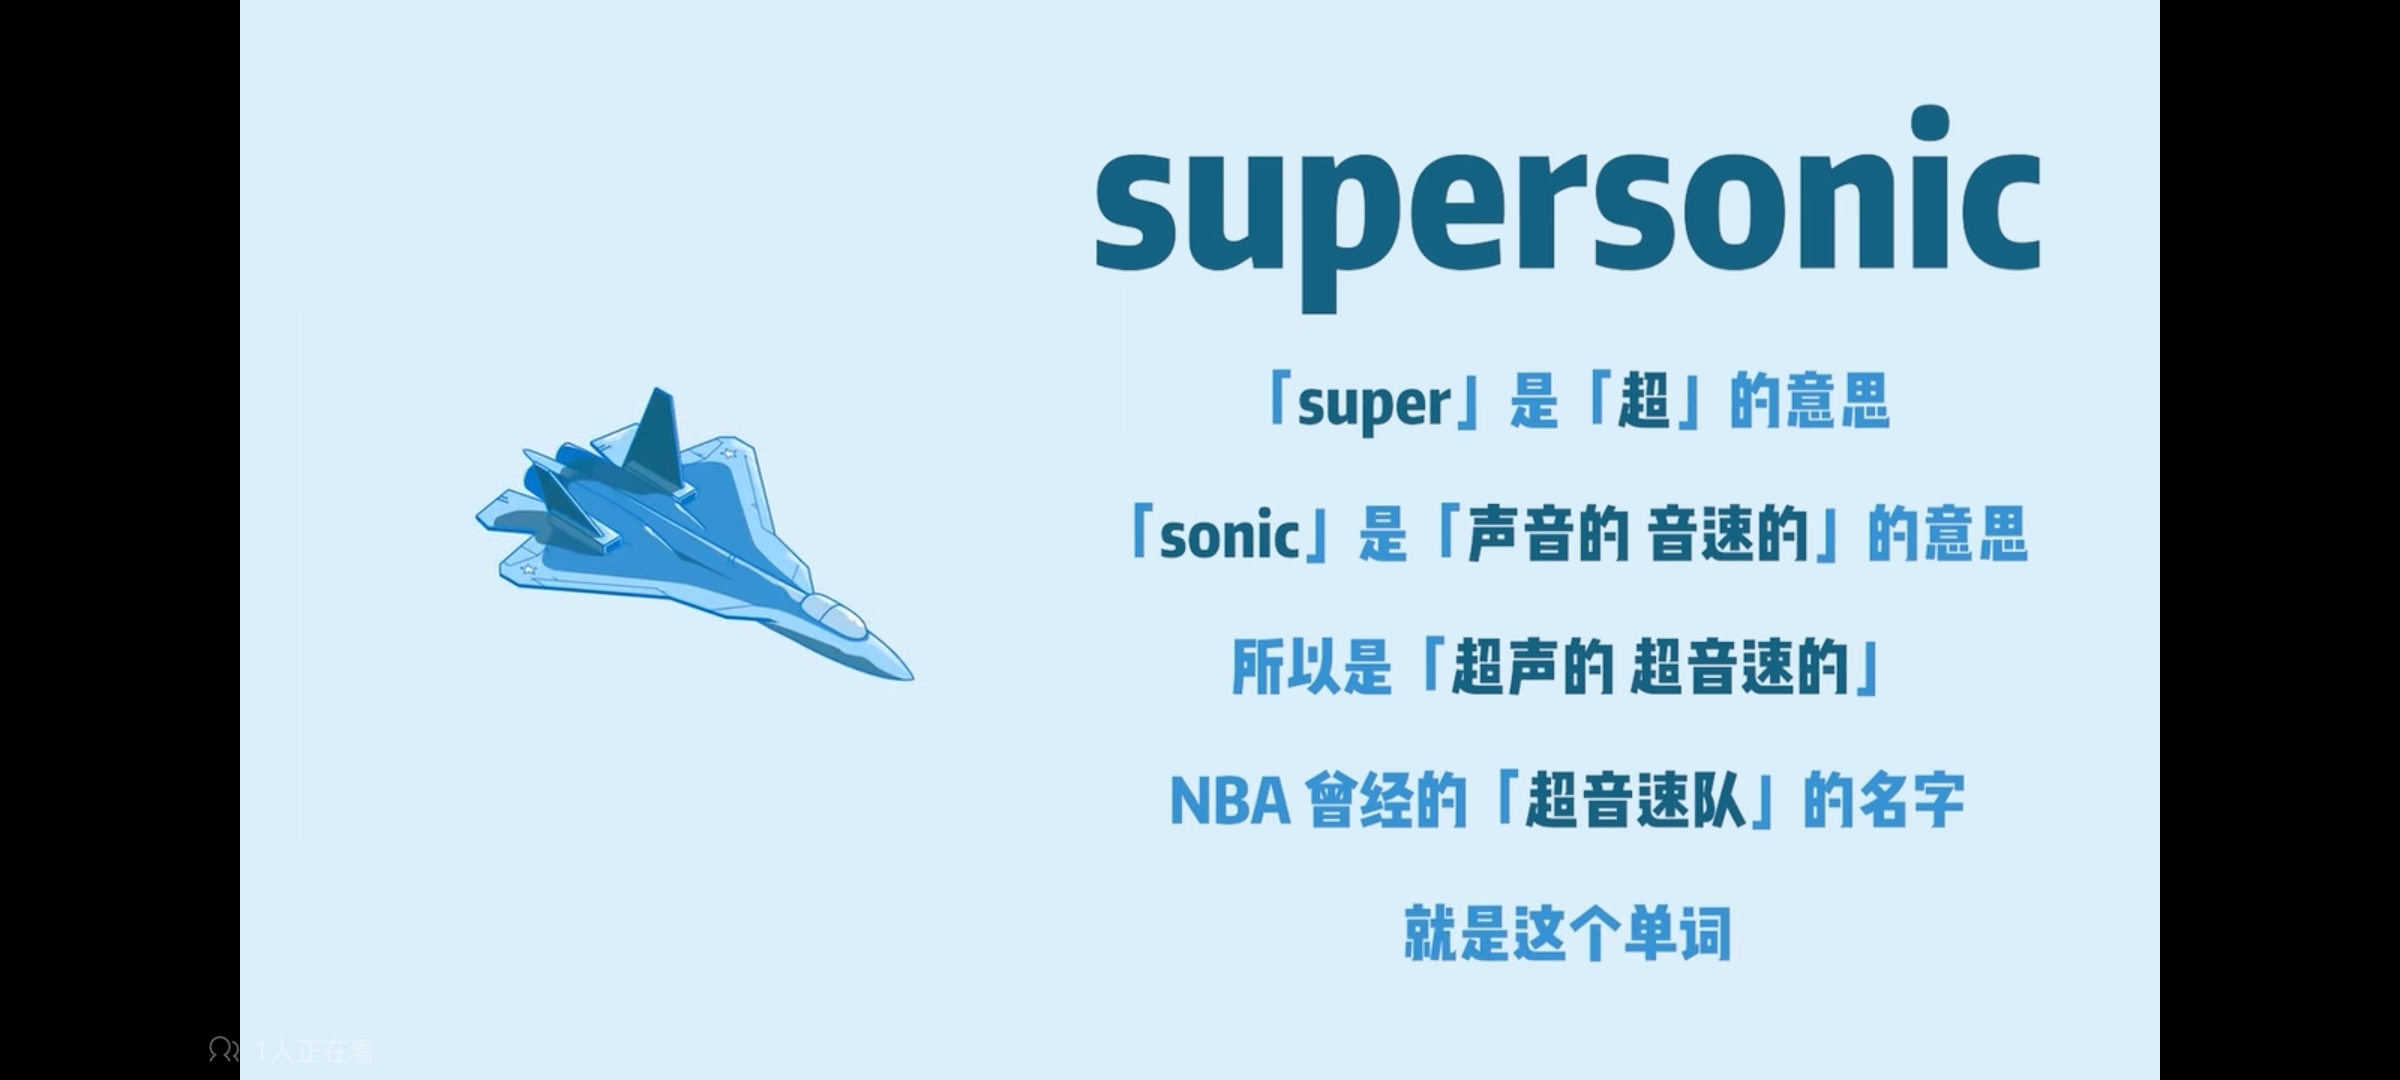 supersonic
「super」是「超」的意思
「sonic」是「声音的 音速的」的意思
所以是「超声的 超音速的」
NBA 曾经的「超音速队」的名字
就是这个单词
1人正在看